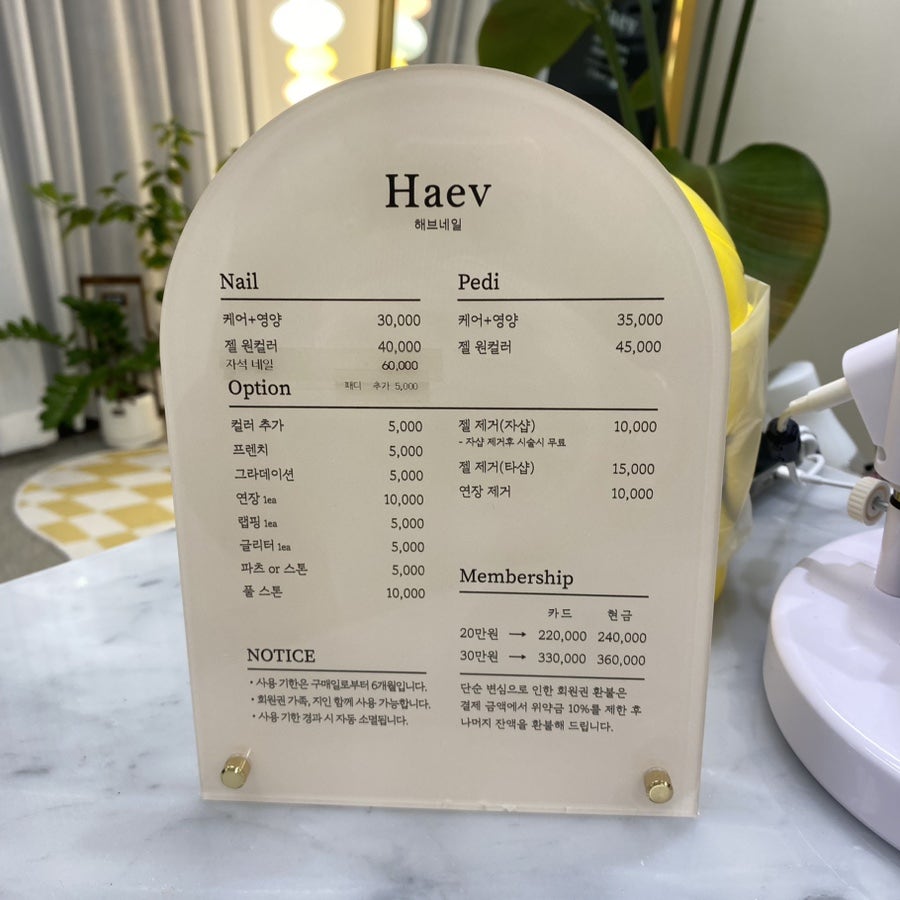 Haev
해브네일
Nail
케어+영양 30,000
젤 원컬러 40,000
자석 네일 60,000
Pedi
케어+영양 35,000
젤 원컬러 45,000
Option 패디 추가 5,000
컬러 추가 5,000
프렌치 5,000
그라데이션 5,000
연장 1ea 10,000
랩핑 1ea 5,000
글리터 1ea 5,000
파츠 or 스톤 5,000
풀 스톤 10,000
젤 제거(자샵) 10,000
- 자샵 제거후 시술시 무료
젤 제거(타샵) 15,000
연장 제거 10,000
Membership
카드 현금
20만원 → 220,000 240,000
30만원 → 330,000 360,000
단순 변심으로 인한 회원권 환불은
결제 금액에서 위약금 10%를 제한 후
나머지 잔액을 환불해 드립니다.
NOTICE
• 사용 기한은 구매일로부터 6개월입니다.
• 회원권 가족, 지인 함께 사용 가능합니다.
• 사용 기한 경과 시 자동 소멸됩니다.